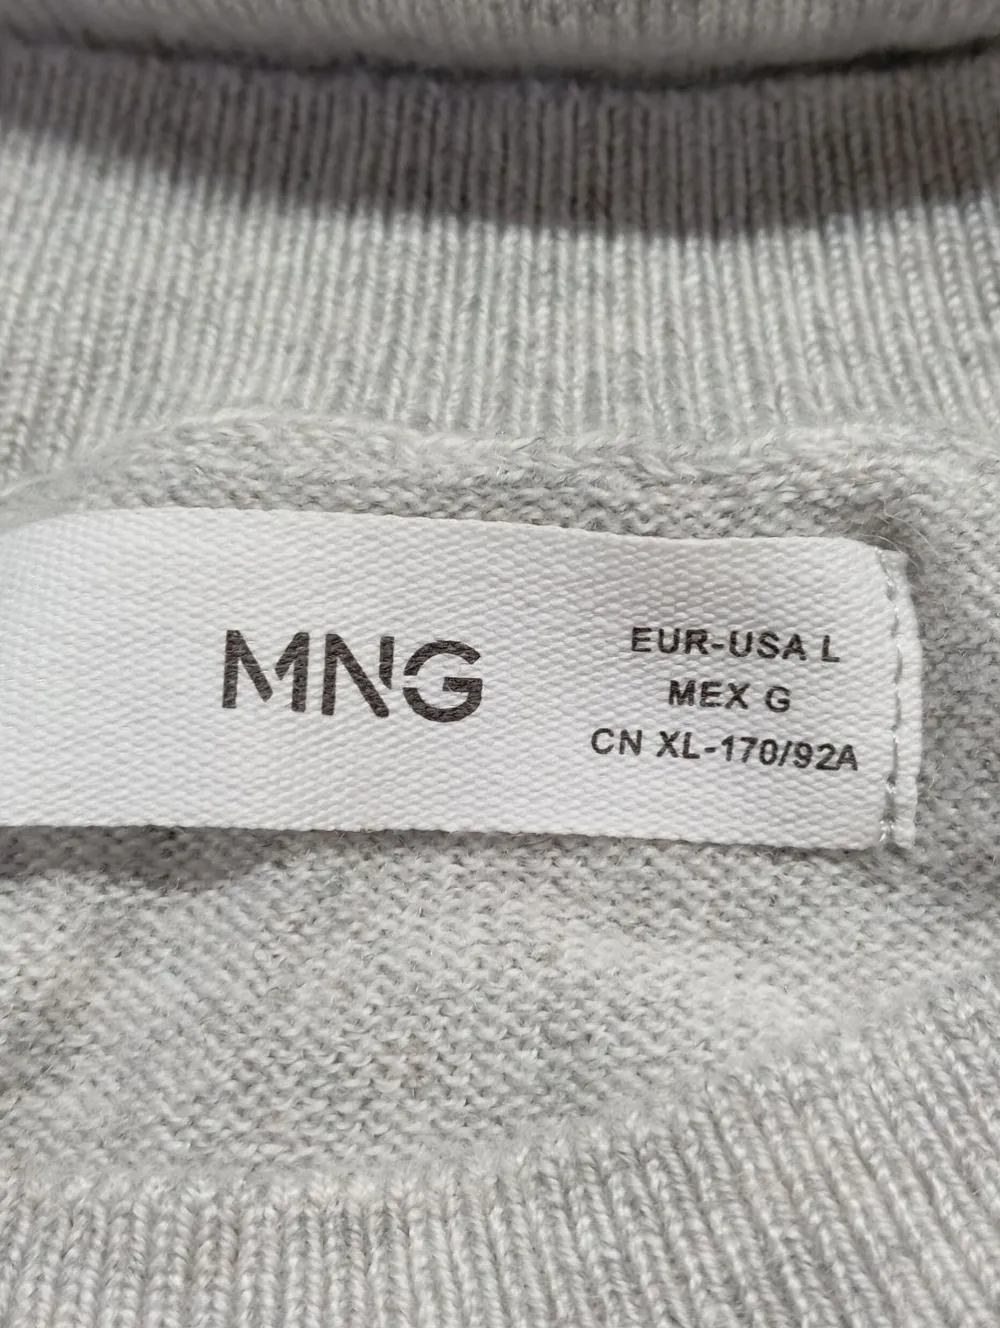 MNG
EUR-USA L
MEX G
CN XL-170/92A